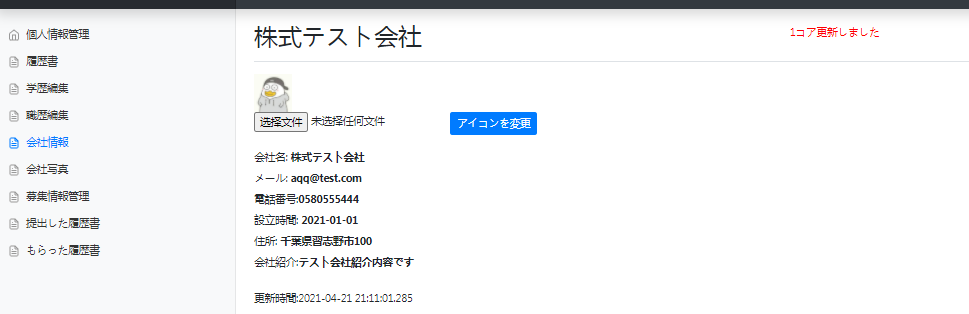 個人情報管理
履歴書
学歴編集
職歴編集
会社情報
会社写真
募集情報管理
提出した履歴書
もらった履歴書
株式テスト会社
1コア更新しました
选择文件 未选择任何文件
アイコンを変更
会社名: 株式テスト会社
メール: aqq@test.com
電話番号:0580555444
設立時間: 2021-01-01
住所: 千葉県習志野市100
会社紹介:テスト会社紹介内容です
更新時間:2021-04-21 21:11:01.285